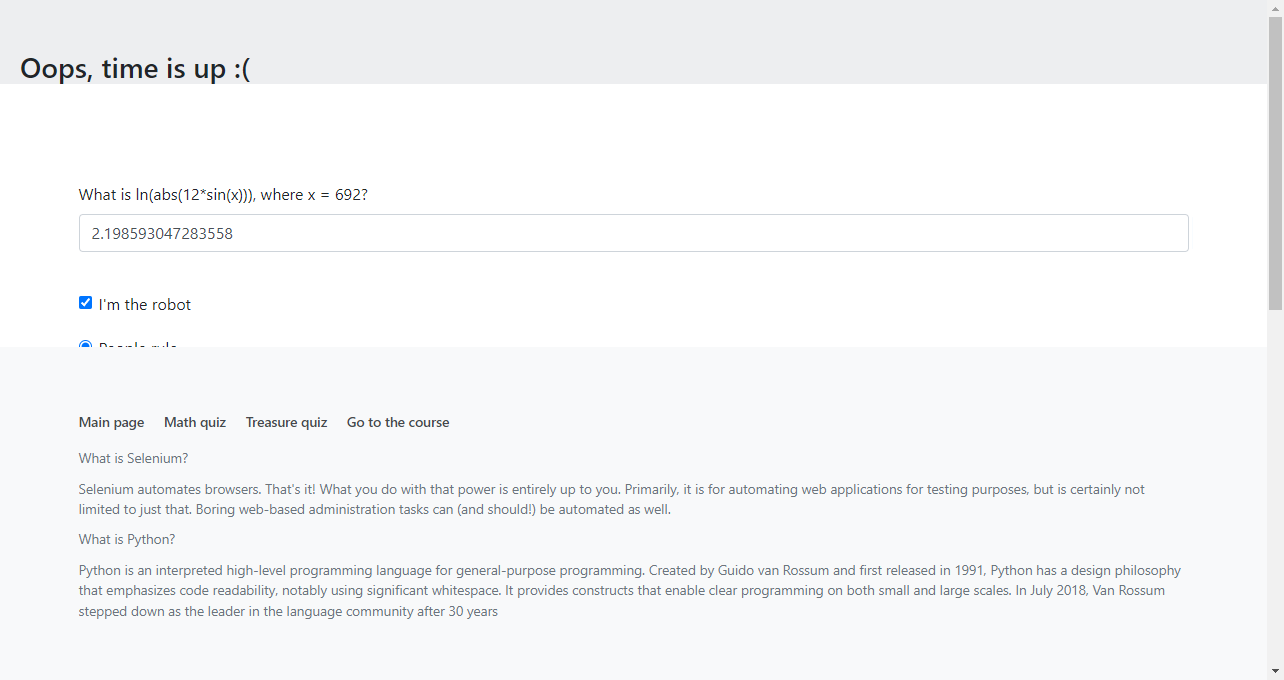 Oops, time is up :(
What is ln(abs(12*sin(x))), where x = 692?
2.198593047283558
I'm the robot
People rule
Main page Math quiz Treasure quiz Go to the course
What is Selenium?
Selenium automates browsers. That's it! What you do with that power is entirely up to you. Primarily, it is for automating web applications for testing purposes, but is certainly not
limited to just that. Boring web-based administration tasks can (and should!) be automated as well.
What is Python?
Python is an interpreted high-level programming language for general-purpose programming. Created by Guido van Rossum and first released in 1991, Python has a design philosophy
that emphasizes code readability, notably using significant whitespace. It provides constructs that enable clear programming on both small and large scales. In July 2018, Van Rossum
stepped down as the leader in the language community after 30 years